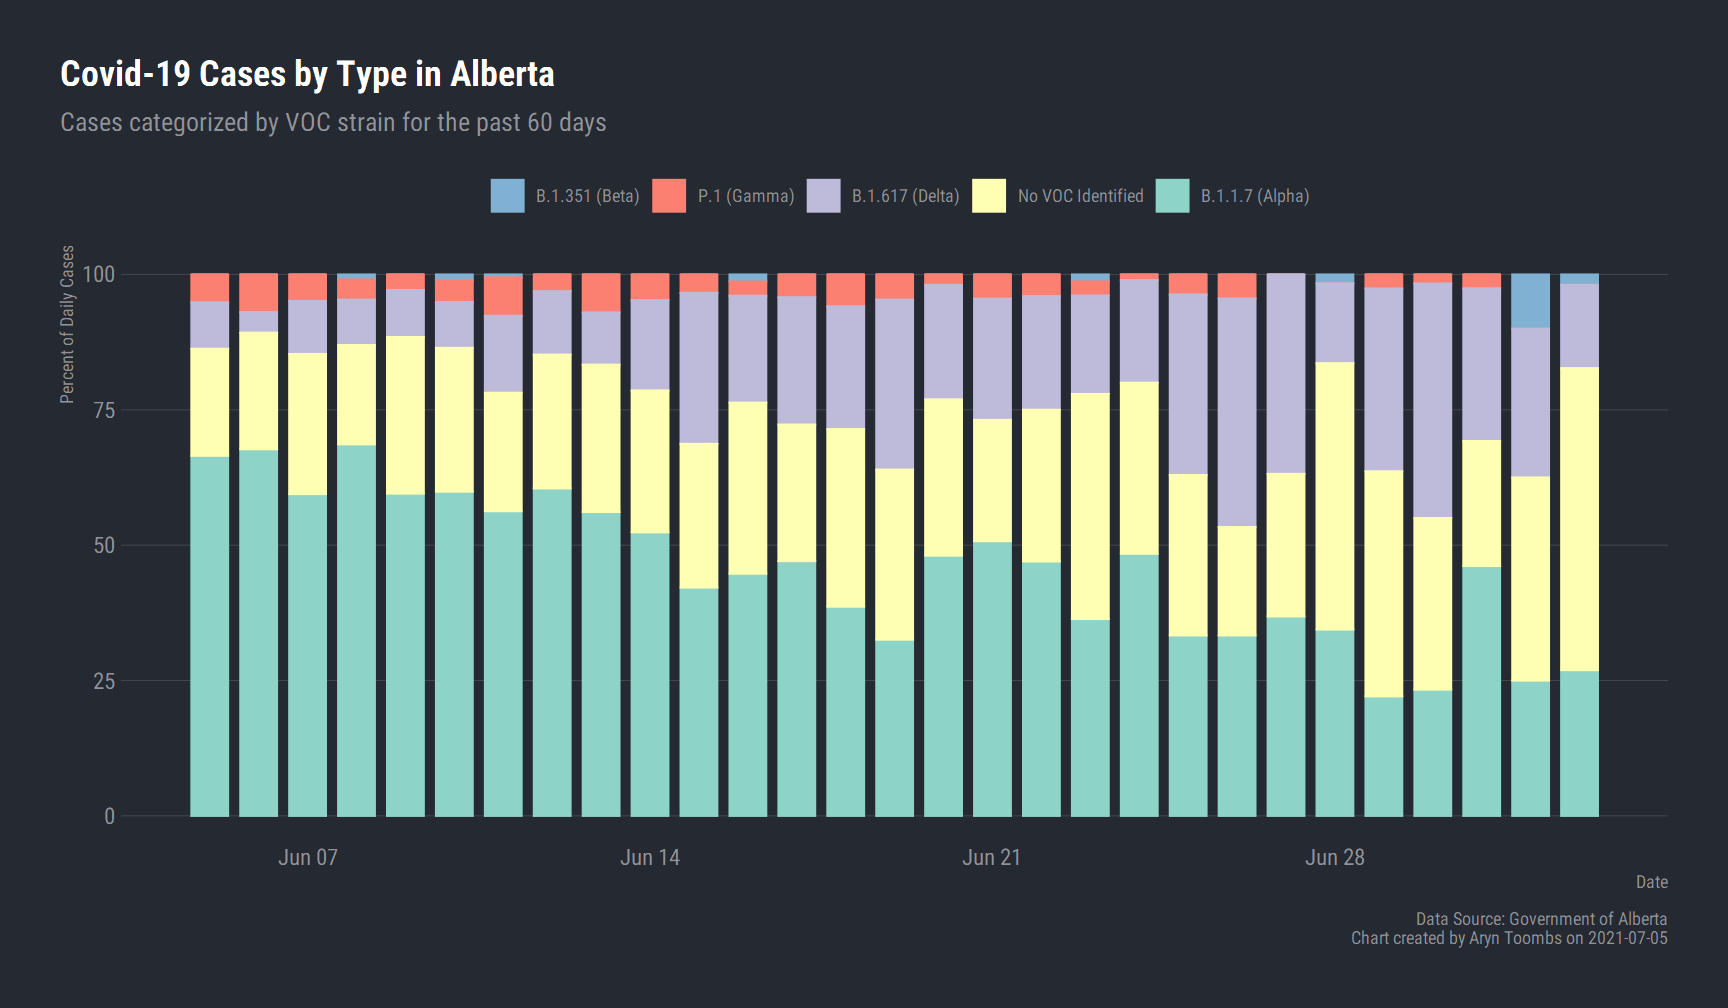 Covid-19 Cases by Type in Alberta
Cases categorized by VOC strain for the past 60 days
B.1.351 (Beta) P.1 (Gamma) B.1.617 (Delta) No VOC Identified B.1.1.7 (Alpha)
Percent of Daily Cases
100
75
50
25
0
Jun 07 Jun 14 Jun 21 Jun 28
Date
Data Source: Government of Alberta
Chart created by Aryn Toombs on 2021-07-05